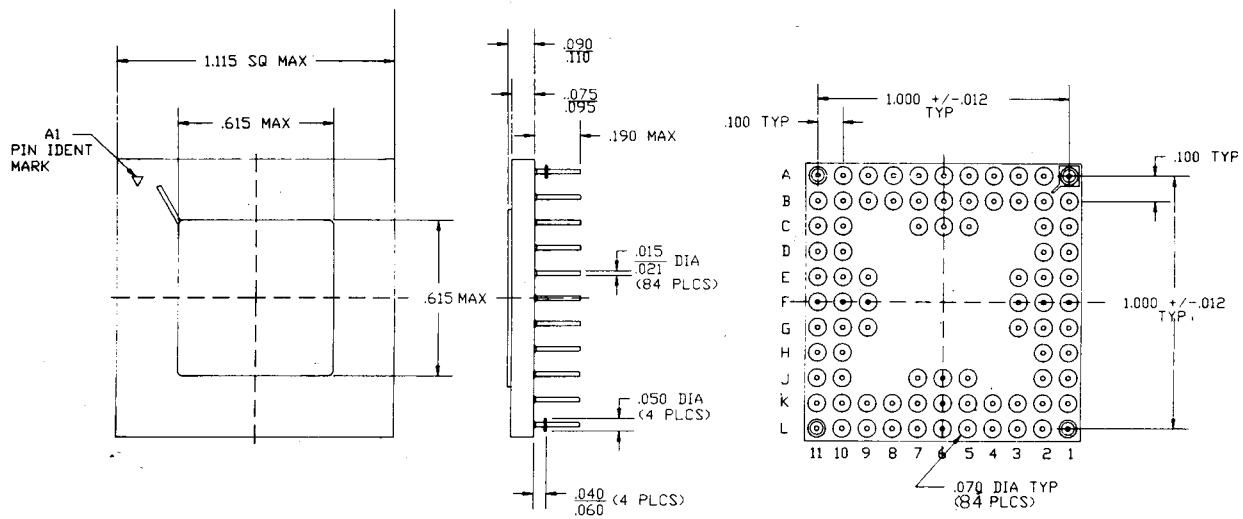 1.115 SQ MAX
.615 MAX
A1
PIN IDENT
MARK
.615 MAX
.090
.110
.075
.095
.190 MAX
.015
.021 DIA
(84 PLCS)
.050 DIA
(4 PLCS)
.040
.060 (4 PLCS)
1.000 +/-.012
TYP
.100 TYP
.100 TYP
A
B
C
D
E
F
G
H
J
K
L
1.000 +/-.012
TYP.
11 10 9 8 7 6 5 4 3 2 1
.070 DIA TYP
(84 PLCS)